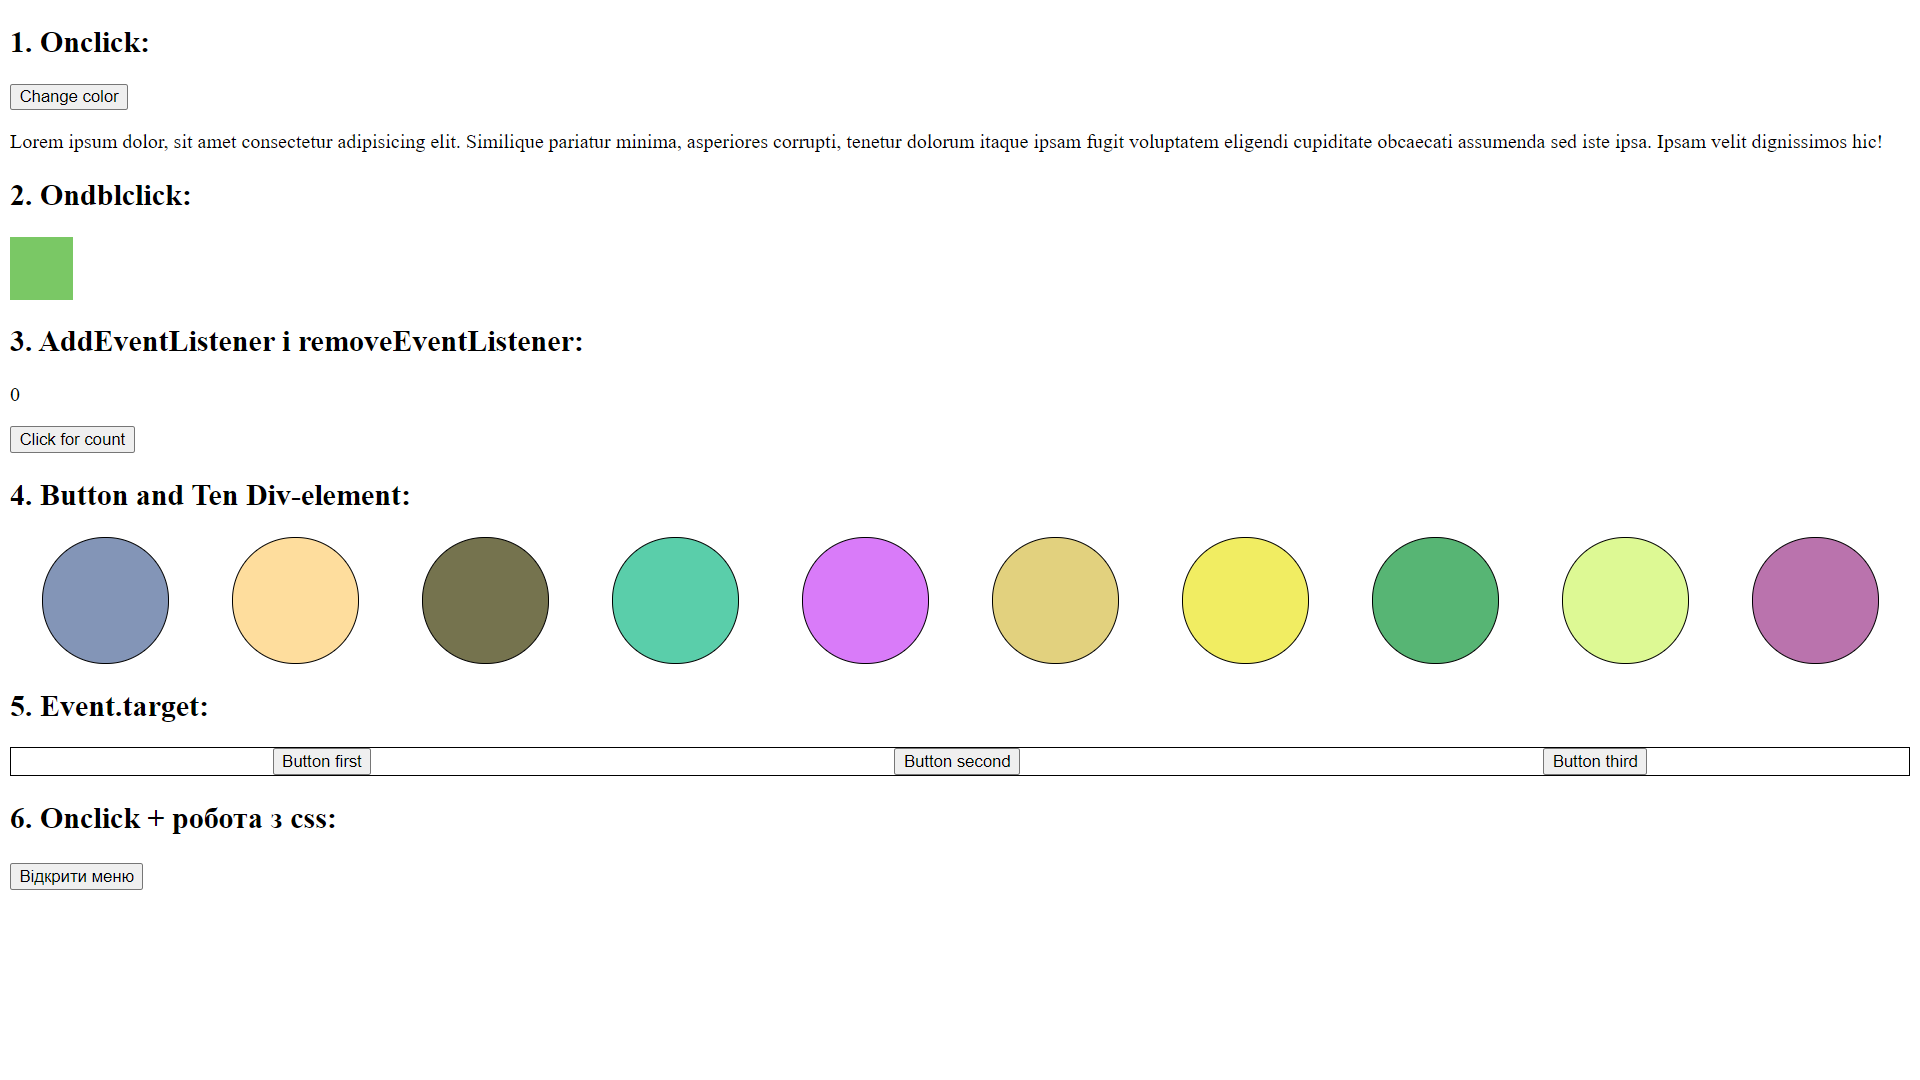 1. Onclick:
Change color
Lorem ipsum dolor, sit amet consectetur adipisicing elit. Similique pariatur minima, asperiores corrupti, tenetur dolorum itaque ipsam fugit voluptatem eligendi cupiditate obcaecati assumenda sed iste ipsa. Ipsam velit dignissimos hic!
2. Ondblclick:
3. AddEventListener і removeEventListener:
0
Click for count
4. Button and Ten Div-element:
5. Event.target:
Button first Button second Button third
6. Onclick + робота з css:
Відкрити меню